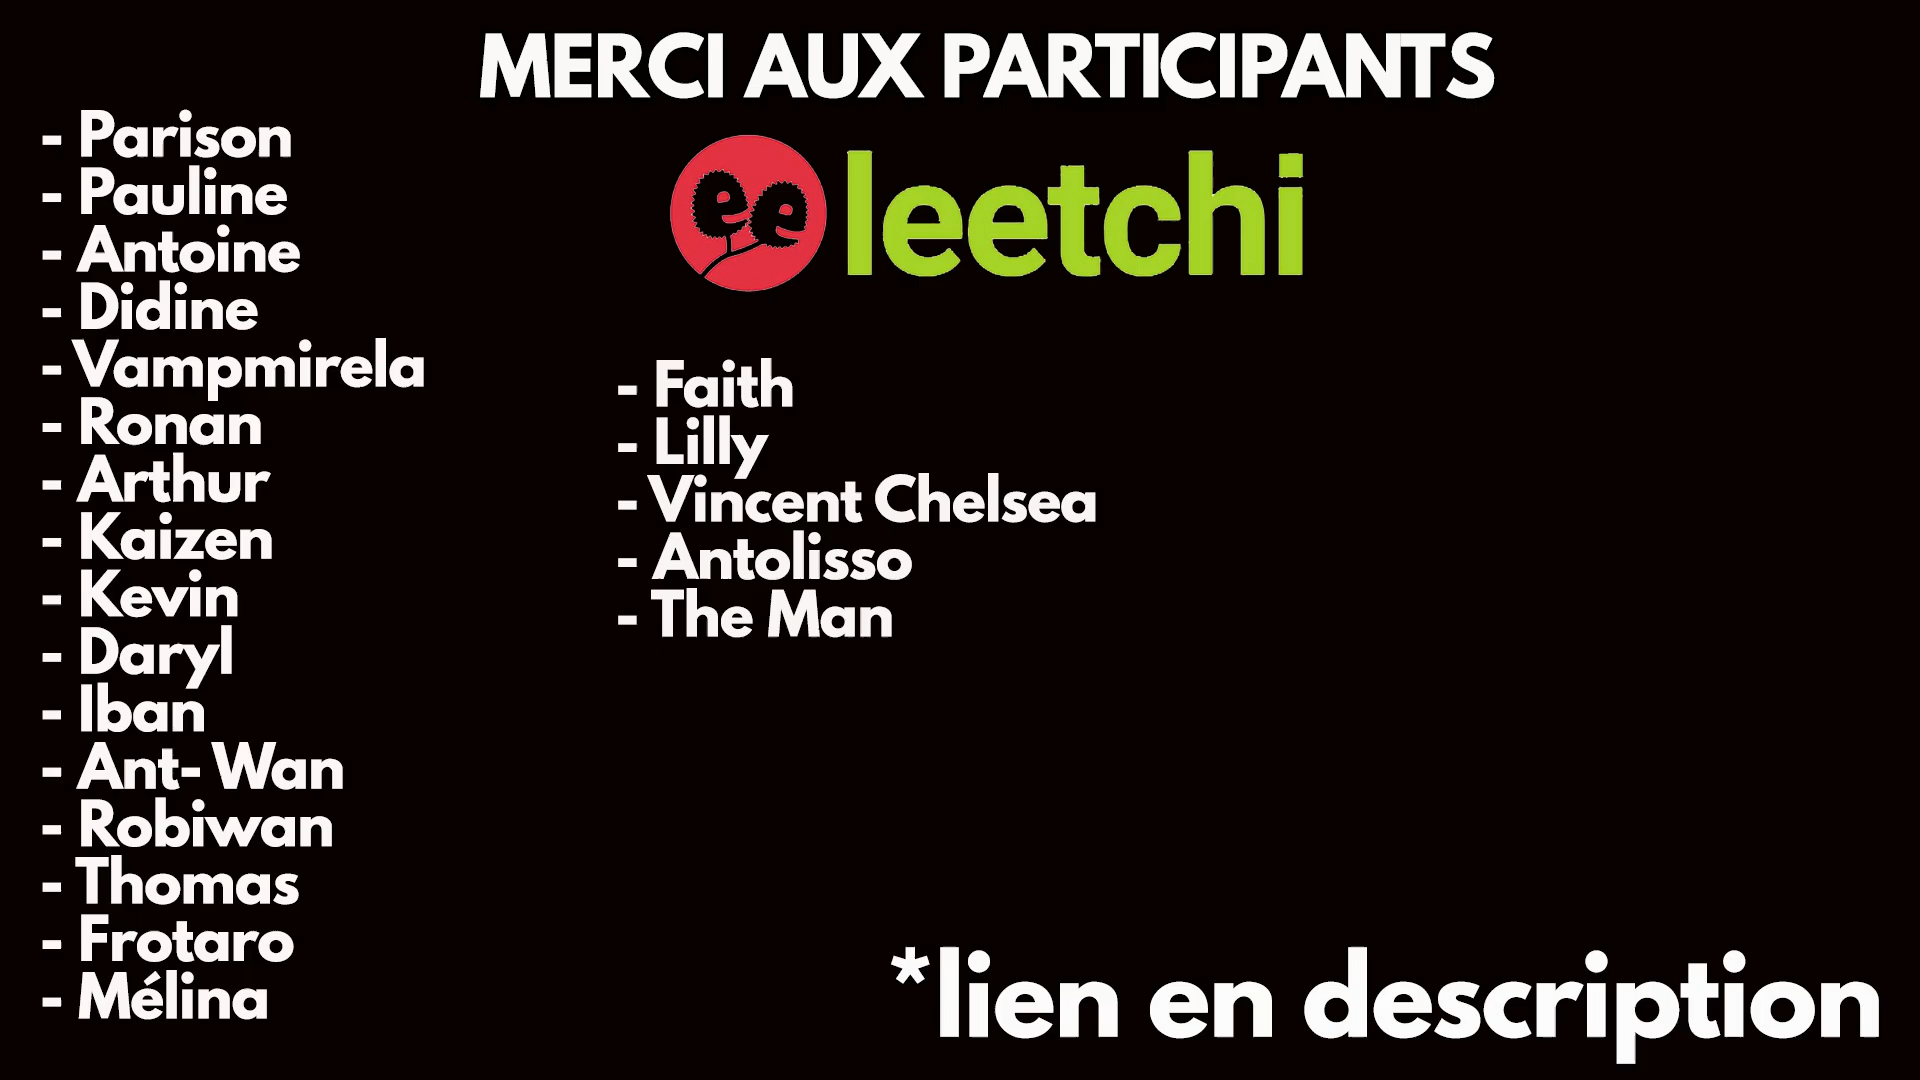 MERCI AUX PARTICIPANTS
ee leetchi
- Parison
- Pauline
- Antoine
- Didine
- Vampmirela
- Ronan
- Arthur
- Kaizen
- Kevin
- Daryl
- Iban
- Ant- Wan
- Robiwan
- Thomas
- Frotaro
- Mélina
- Faith
- Lilly
- Vincent Chelsea
- Antolisso
- The Man
*lien en description